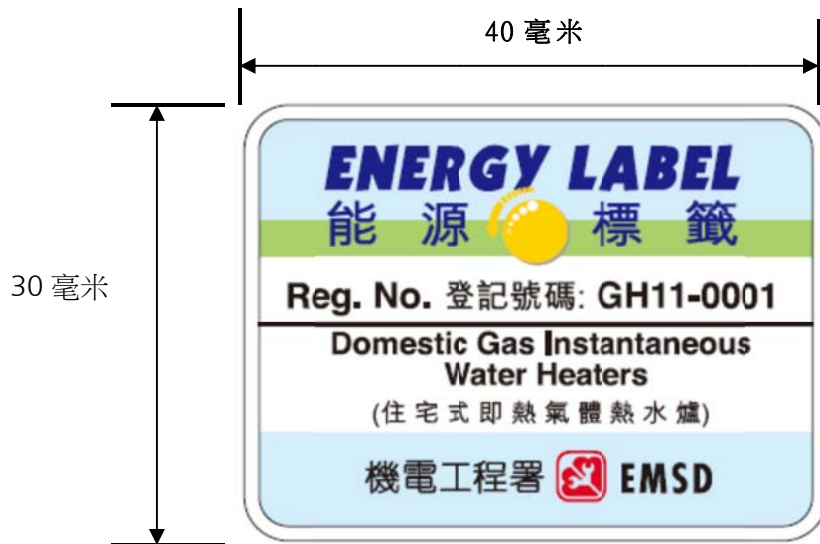 40 毫米
30 毫米
ENERGY LABEL
能源標籤
Reg. No. 登記號碼: GH11-0001
Domestic Gas Instantaneous
Water Heaters
(住宅式即熱氣體熱水爐)
機電工程署 EMSD